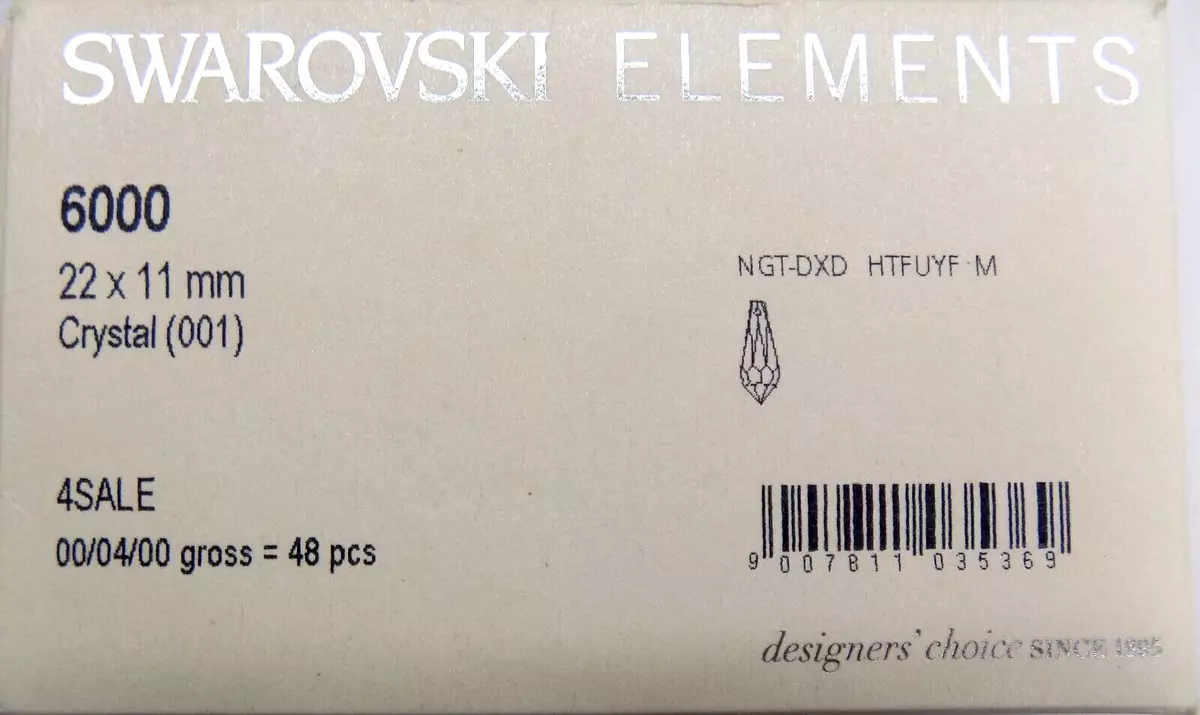 SWAROVSKI ELEMENTS
6000
22 x 11 mm
Crystal (001)
NGT-DXD HTFUYF·M
4SALE
00/04/00 gross = 48 pcs
9 007811 035369
designers' choice SINCE